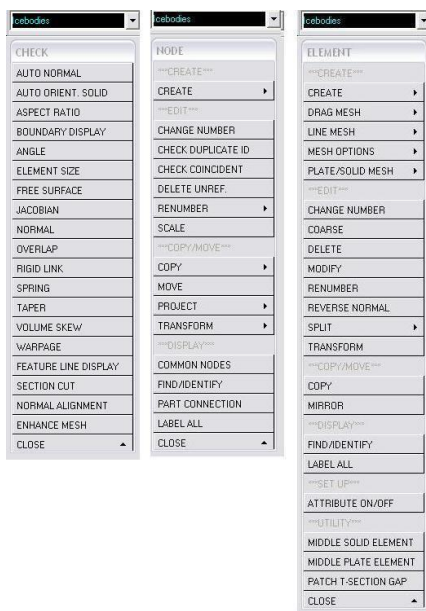 Icebodies
CHECK
AUTO NORMAL
AUTO ORIENT. SOLID
ASPECT RATIO
BOUNDARY DISPLAY
ANGLE
ELEMENT SIZE
FREE SURFACE
JACOBIAN
NORMAL
OVERLAP
RIGID LINK
SPRING
TAPER
VOLUME SKEW
WARPAGE
FEATURE LINE DISPLAY
SECTION CUT
NORMAL ALIGNMENT
ENHANCE MESH
CLOSE
Icebodies
NODE
***CREATE***
CREATE
***EDIT***
CHANGE NUMBER
CHECK DUPLICATE ID
CHECK COINCIDENT
DELETE UNREF.
RENUMBER
SCALE
***COPY/MOVE***
COPY
MOVE
PROJECT
TRANSFORM
***DISPLAY***
COMMON NODES
FIND/IDENTIFY
PART CONNECTION
LABEL ALL
CLOSE
Icebodies
ELEMENT
***CREATE***
CREATE
DRAG MESH
LINE MESH
MESH OPTIONS
PLATE/SOLID MESH
***EDIT***
CHANGE NUMBER
COARSE
DELETE
MODIFY
RENUMBER
REVERSE NORMAL
SPLIT
TRANSFORM
***COPY/MOVE***
COPY
MIRROR
***DISPLAY***
FIND/IDENTIFY
LABEL ALL
***SET UP***
ATTRIBUTE ON/OFF
***UTILITY***
MIDDLE SOLID ELEMENT
MIDDLE PLATE ELEMENT
PATCH T-SECTION GAP
CLOSE